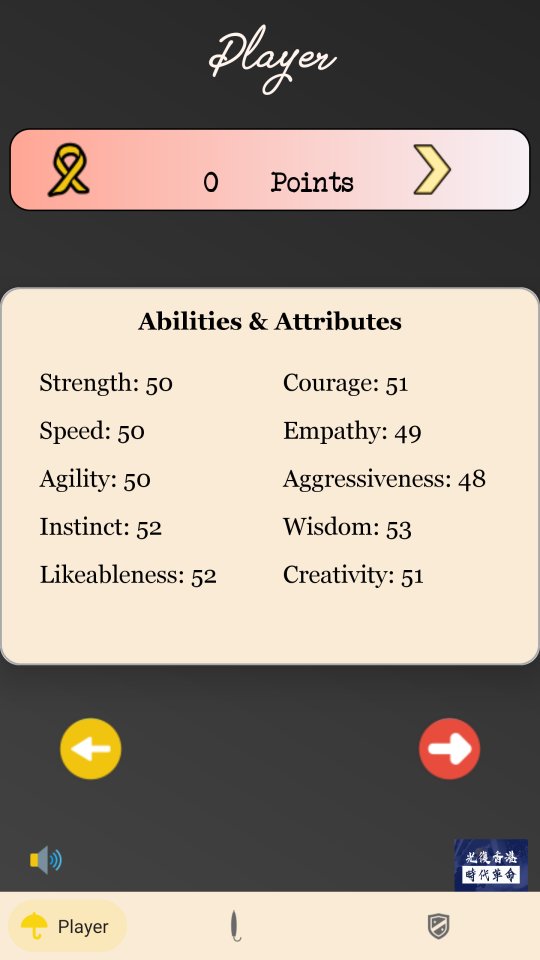 Player
0 Points
Abilities & Attributes
Strength: 50
Courage: 51
Speed: 50
Empathy: 49
Agility: 50
Aggressiveness: 48
Instinct: 52
Wisdom: 53
Likeableness: 52
Creativity: 51
光復香港
時代革命
Player